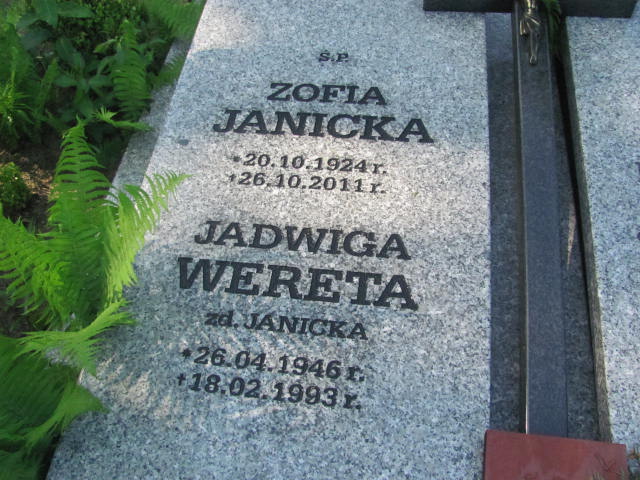 Ś.P.
ZOFIA
JANICKA
*20.10.1924 r.
†26.10.2011 r.
JADWIGA
WERETA
zd. JANICKA
*26.04.1946 r.
†18.02.1993 r.